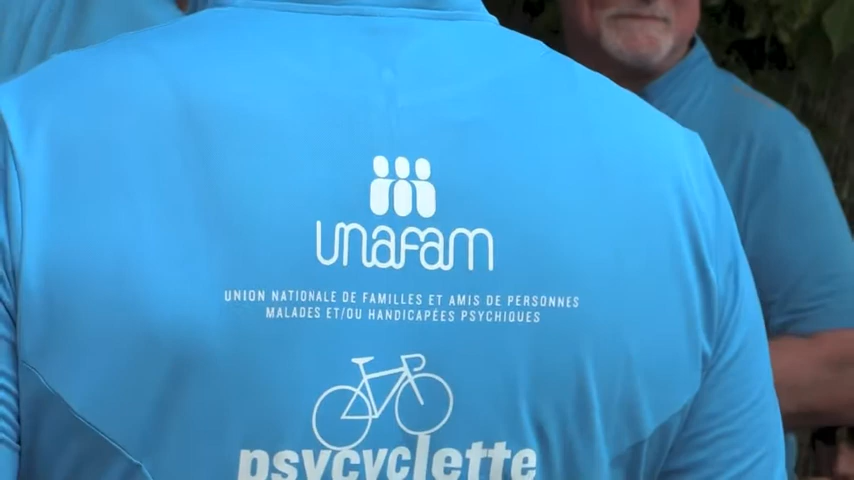 unafam
UNION NATIONALE DE FAMILLES ET AMIS DE PERSONNES
MALADES ET/OU HANDICAPÉES PSYCHIQUES
psycyclette